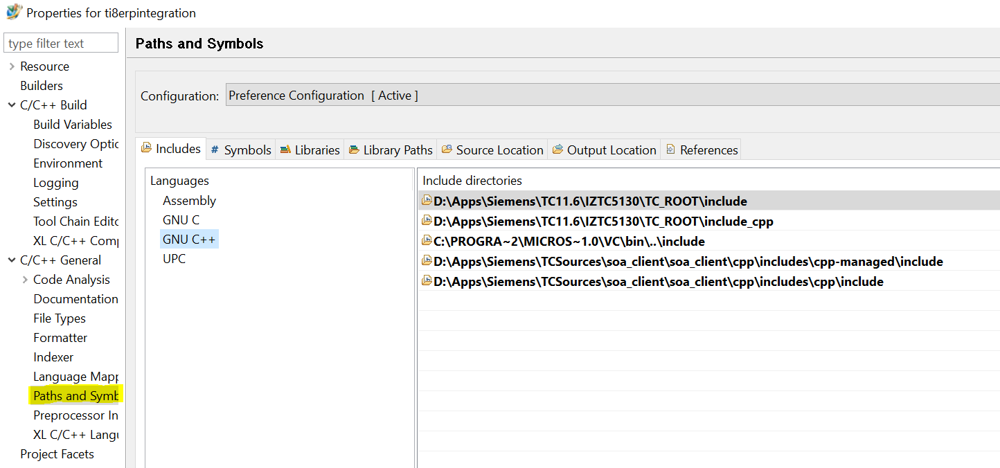 Properties for ti8erpintegration
type filter text
Resource
Builders
C/C++ Build
Build Variables
Discovery Optic
Environment
Logging
Settings
Tool Chain Edito
XL C/C++ Comp
C/C++ General
Code Analysis
Documentation
File Types
Formatter
Indexer
Language Mapp
Paths and Symb
Preprocessor In
XL C/C++ Langu
Project Facets
Paths and Symbols
Configuration: Preference Configuration [ Active ]
Includes # Symbols Libraries Library Paths Source Location Output Location References
Languages
Assembly
GNU C
GNU C++
UPC
Include directories
D:\Apps\Siemens\TC11.6\IZTC5130\TC_ROOT\include
D:\Apps\Siemens\TC11.6\IZTC5130\TC_ROOT\include_cpp
C:\PROGRA~2\MICROS~1.0\VC\bin\..\include
D:\Apps\Siemens\TCSources\soa_client\soa_client\cpp\includes\cpp-managed\include
D:\Apps\Siemens\TCSources\soa_client\soa_client\cpp\includes\cpp\include